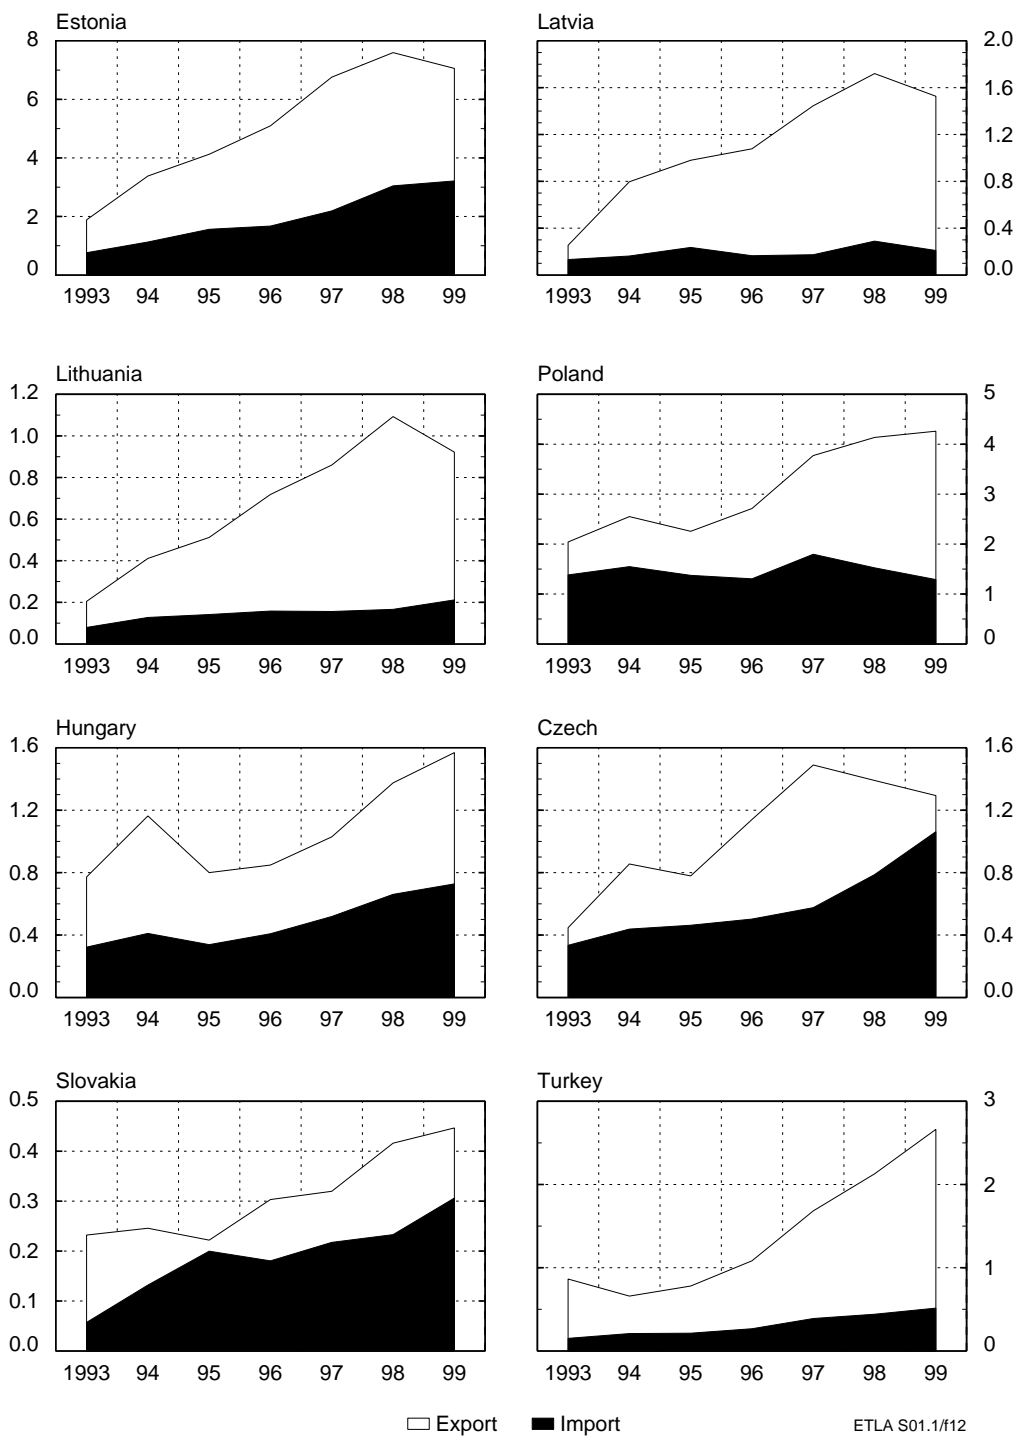 Estonia
8
6
4
2
0
1993 94 95 96 97 98 99
Latvia
2.0
1.6
1.2
0.8
0.4
0.0
1993 94 95 96 97 98 99
Lithuania
1.2
1.0
0.8
0.6
0.4
0.2
0.0
1993 94 95 96 97 98 99
Poland
5
4
3
2
1
0
1993 94 95 96 97 98 99
Hungary
1.6
1.2
0.8
0.4
0.0
1993 94 95 96 97 98 99
Czech
1.6
1.2
0.8
0.4
0.0
1993 94 95 96 97 98 99
Slovakia
0.5
0.4
0.3
0.2
0.1
0.0
1993 94 95 96 97 98 99
Turkey
3
2
1
0
1993 94 95 96 97 98 99
Export Import
ETLA S01.1/f12